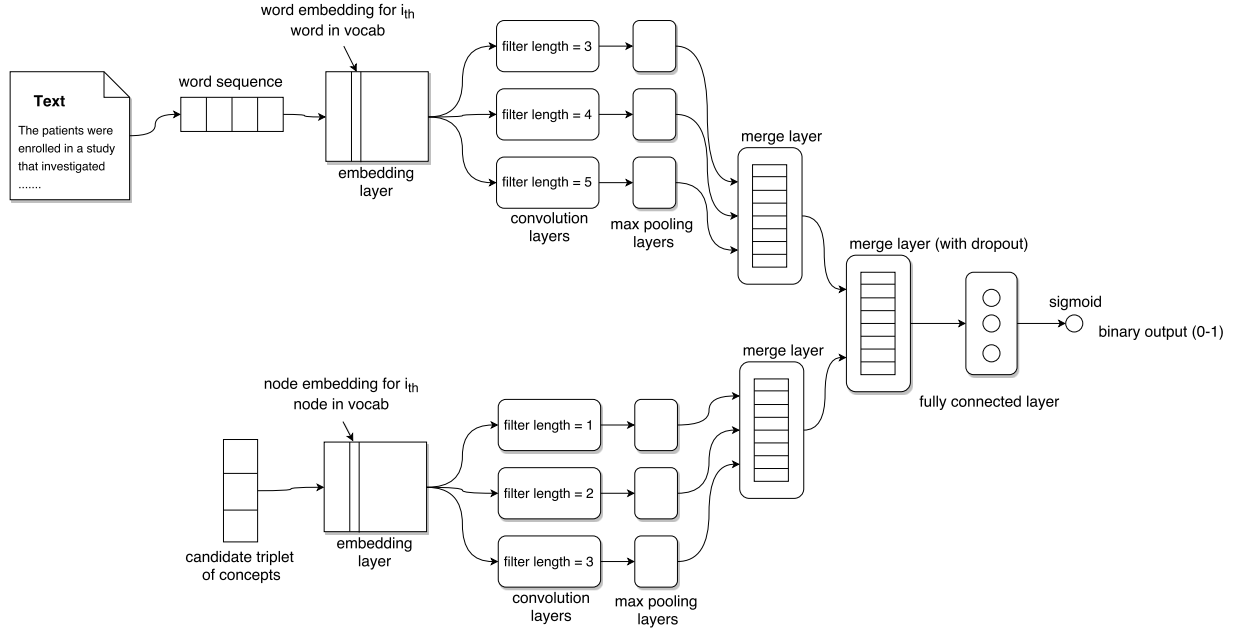 word embedding for ith
word in vocab
Text
The patients were
enrolled in a study
that investigated
.......
word sequence
embedding
layer
filter length = 3
filter length = 4
filter length = 5
convolution
layers
max pooling
layers
merge layer
merge layer (with dropout)
sigmoid
binary output (0-1)
fully connected layer
node embedding for ith
node in vocab
candidate triplet
of concepts
embedding
layer
filter length = 1
filter length = 2
filter length = 3
convolution
layers
max pooling
layers
merge layer